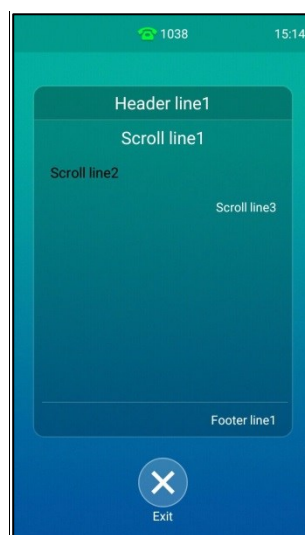 1038 15:14
Header line1
Scroll line1
Scroll line2
Scroll line3
Footer line1
Exit